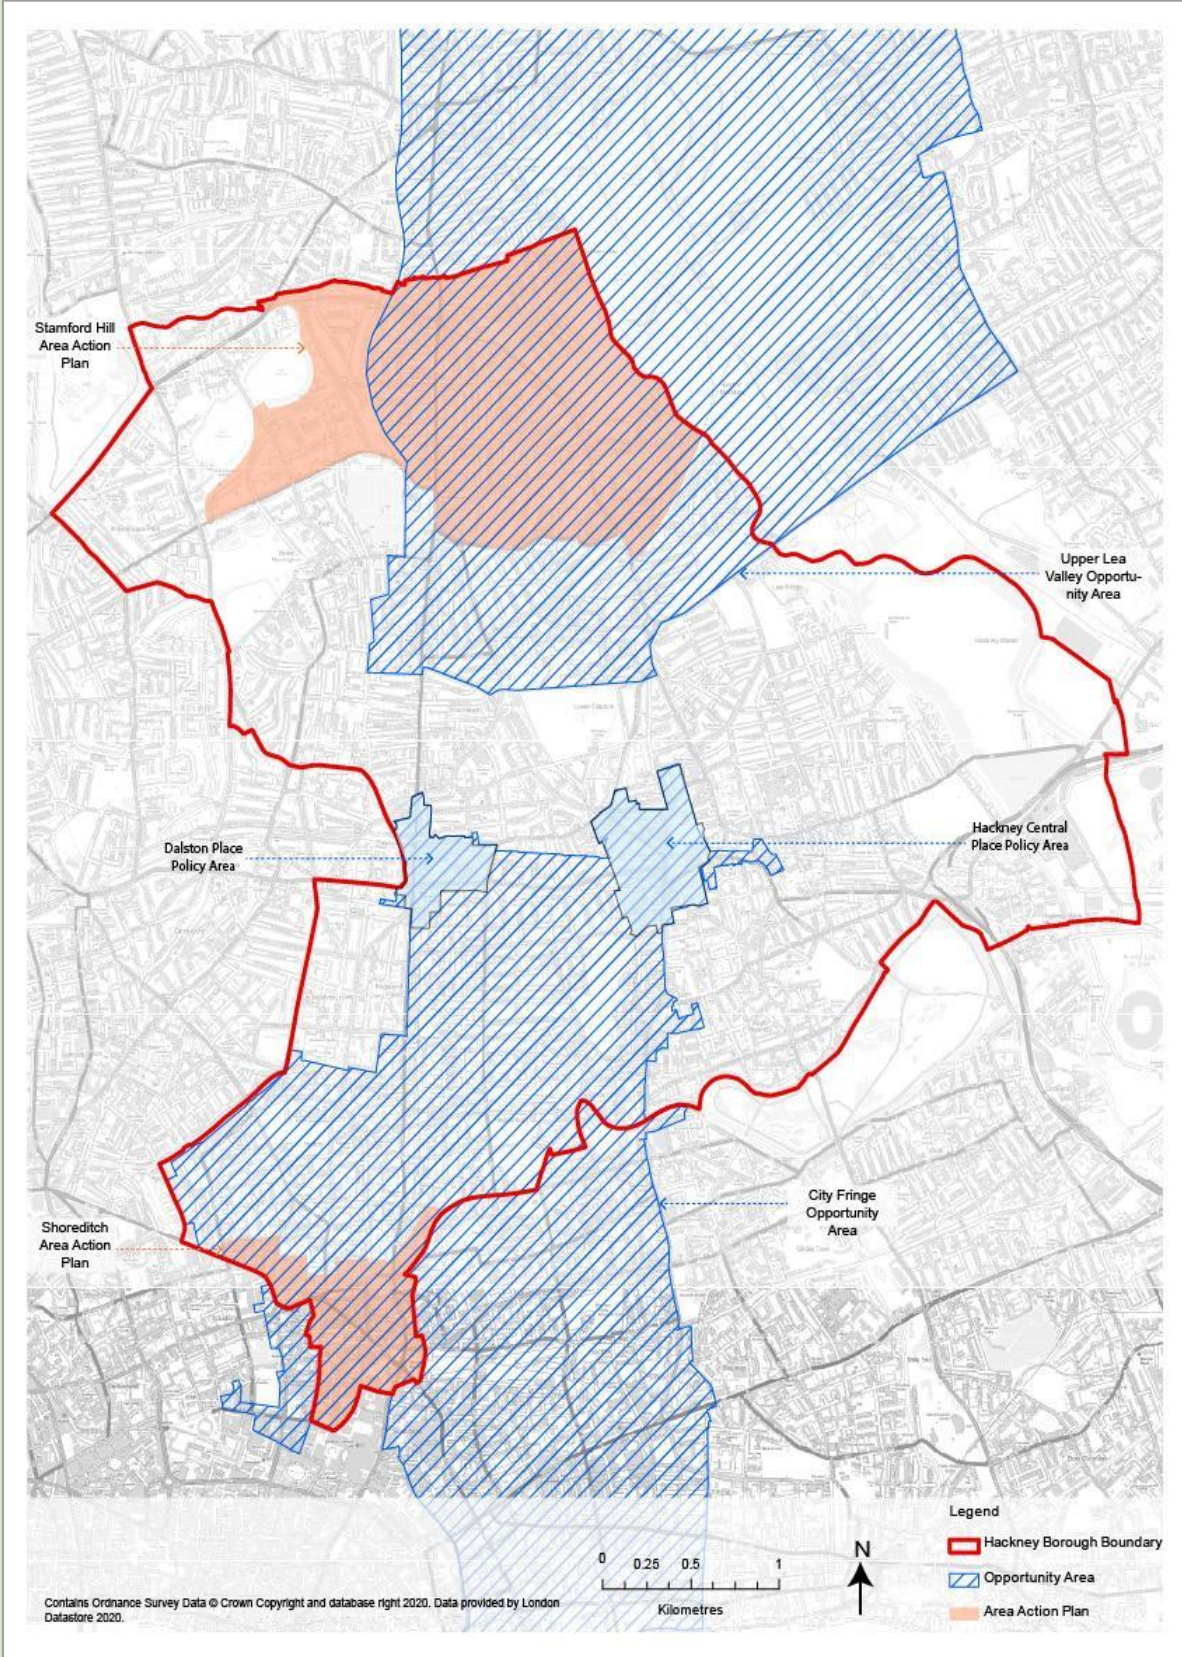 Stamford Hill
Area Action
Plan
Upper Lea
Valley Opportu-
nity Area
Dalston Place
Policy Area
Hackney Central
Place Policy Area
City Fringe
Opportunity
Area
Shoreditch
Area Action
Plan
Legend
Hackney Borough Boundary
Opportunity Area
Area Action Plan
N
0 0.25 0.5 1
Kilometres
Contains Ordnance Survey Data © Crown Copyright and database right 2020. Data provided by London
Datastore 2020.